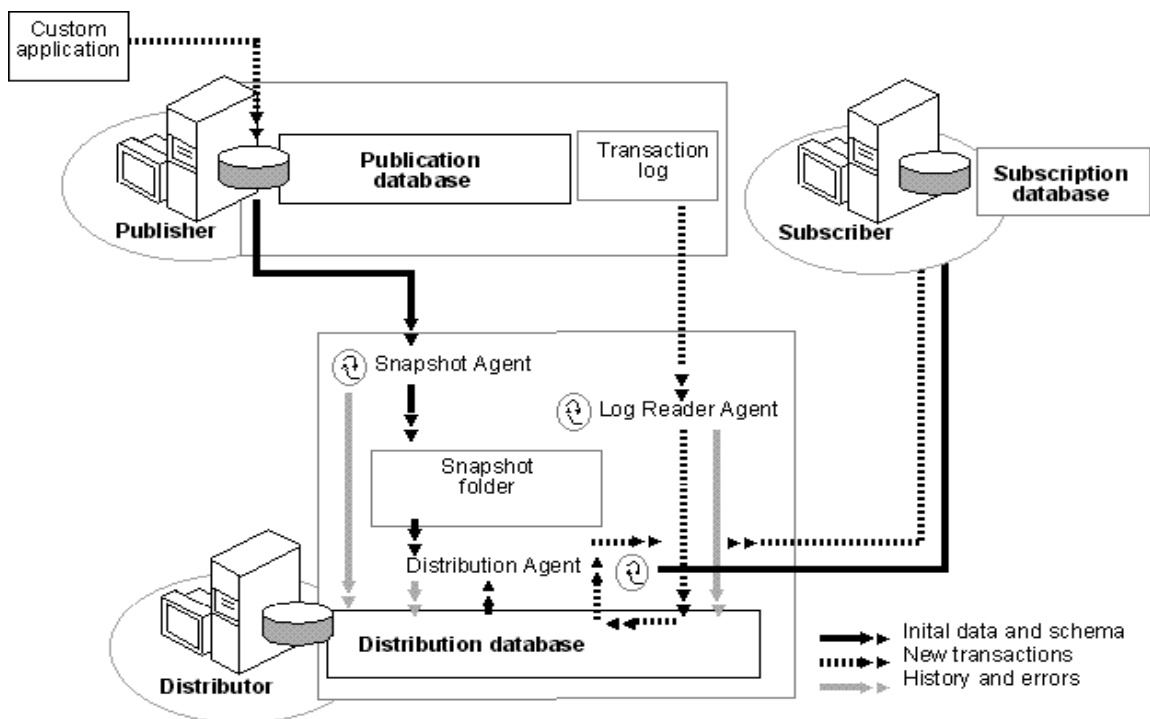 Custom
application
Publication
database
Transaction
log
Subscription
database
Publisher
Subscriber
Snapshot Agent
Log Reader Agent
Snapshot
folder
Distribution Agent
Distribution database
Distributor
Inital data and schema
New transactions
History and errors